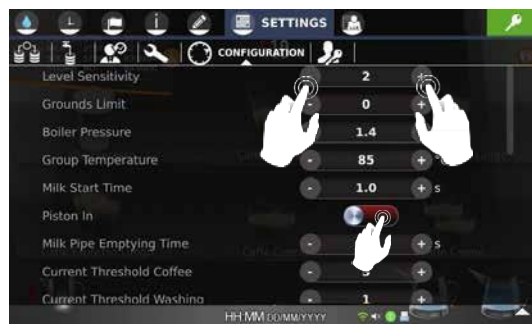 SETTINGS
CONFIGURATION
Level Sensitivity - 2 +
Grounds Limit - 0 +
Boiler Pressure 1.4
Group Temperature - 85 +
Milk Start Time - 1.0 + s
Piston In
Milk Pipe Emptying Time - + s
Current Threshold Coffee - +
Current Threshold Washing - 1 +
HH:MM DD/MM/YYYY